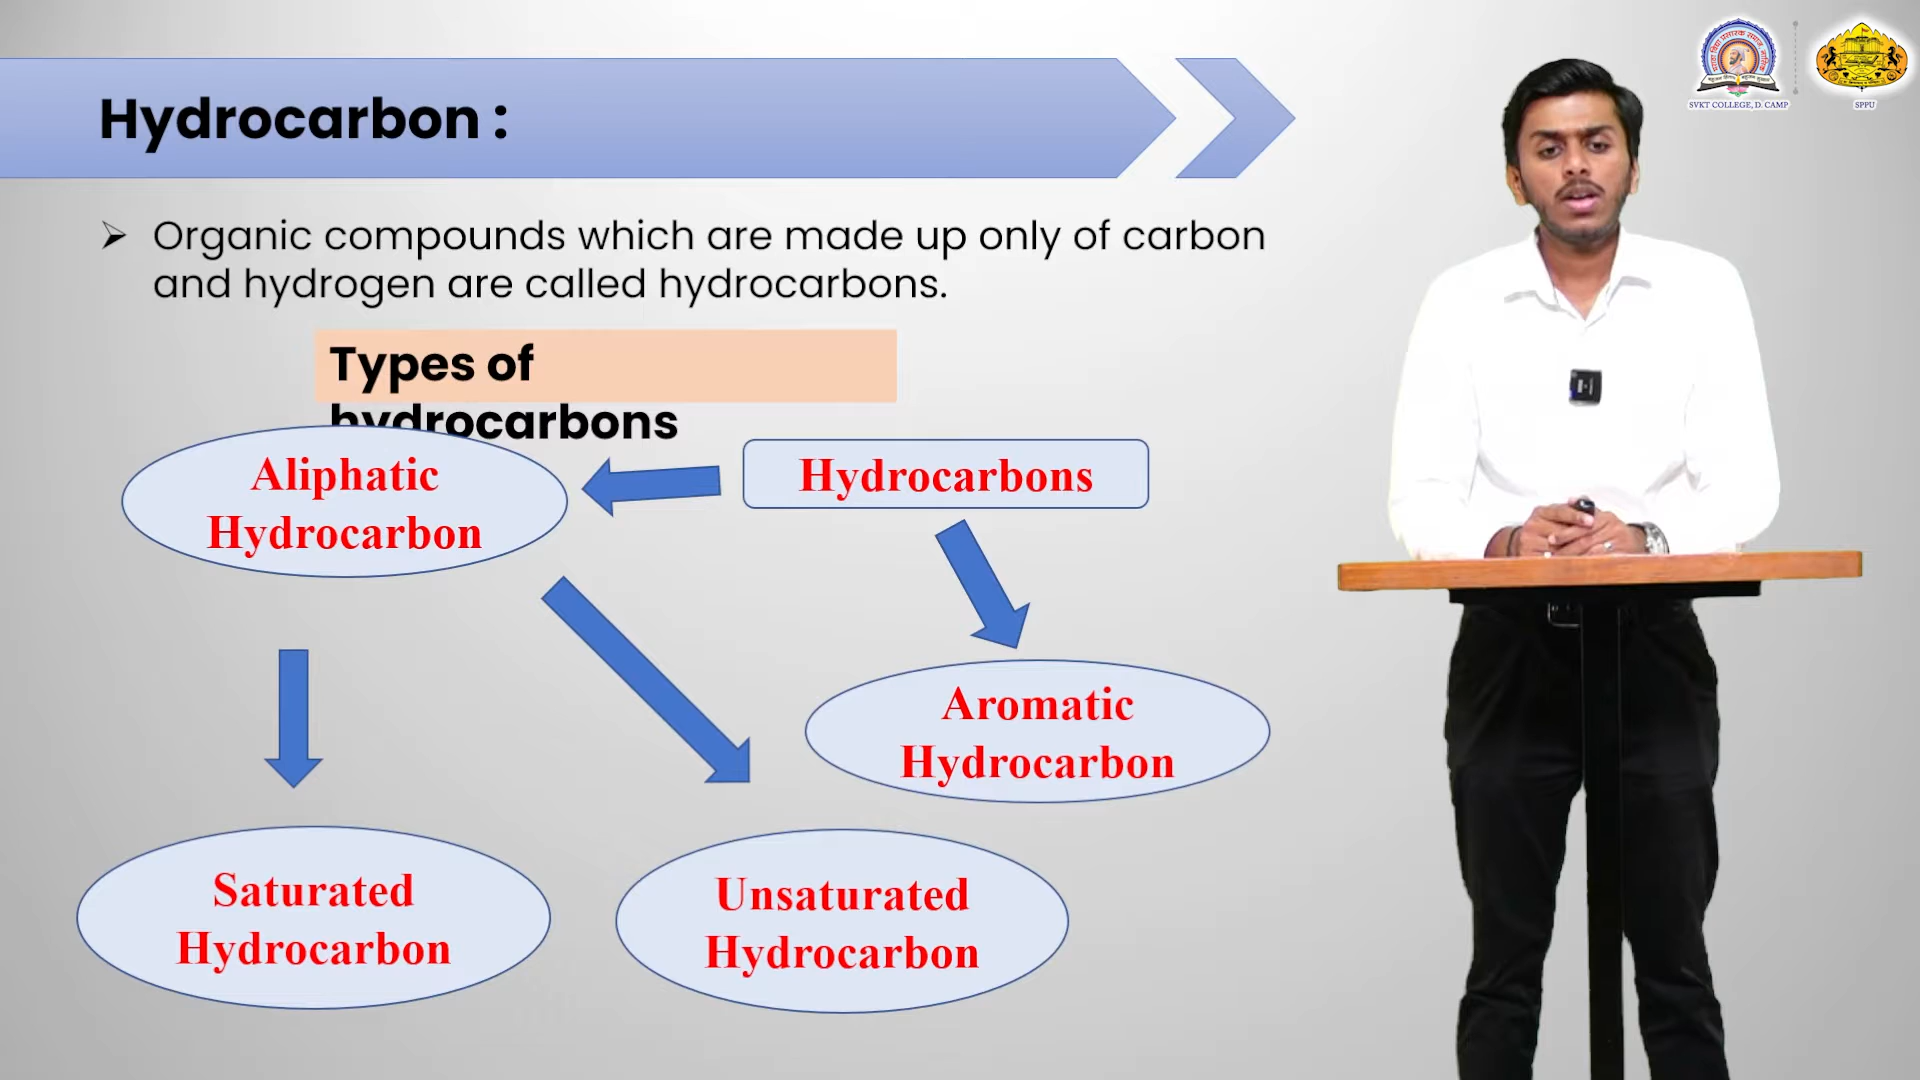 Hydrocarbon :
➢ Organic compounds which are made up only of carbon
and hydrogen are called hydrocarbons.
Types of
hydrocarbons
Aliphatic
Hydrocarbon
Hydrocarbons
Aromatic
Hydrocarbon
Saturated
Hydrocarbon
Unsaturated
Hydrocarbon
SVKT COLLEGE, D. CAMP
SPPU